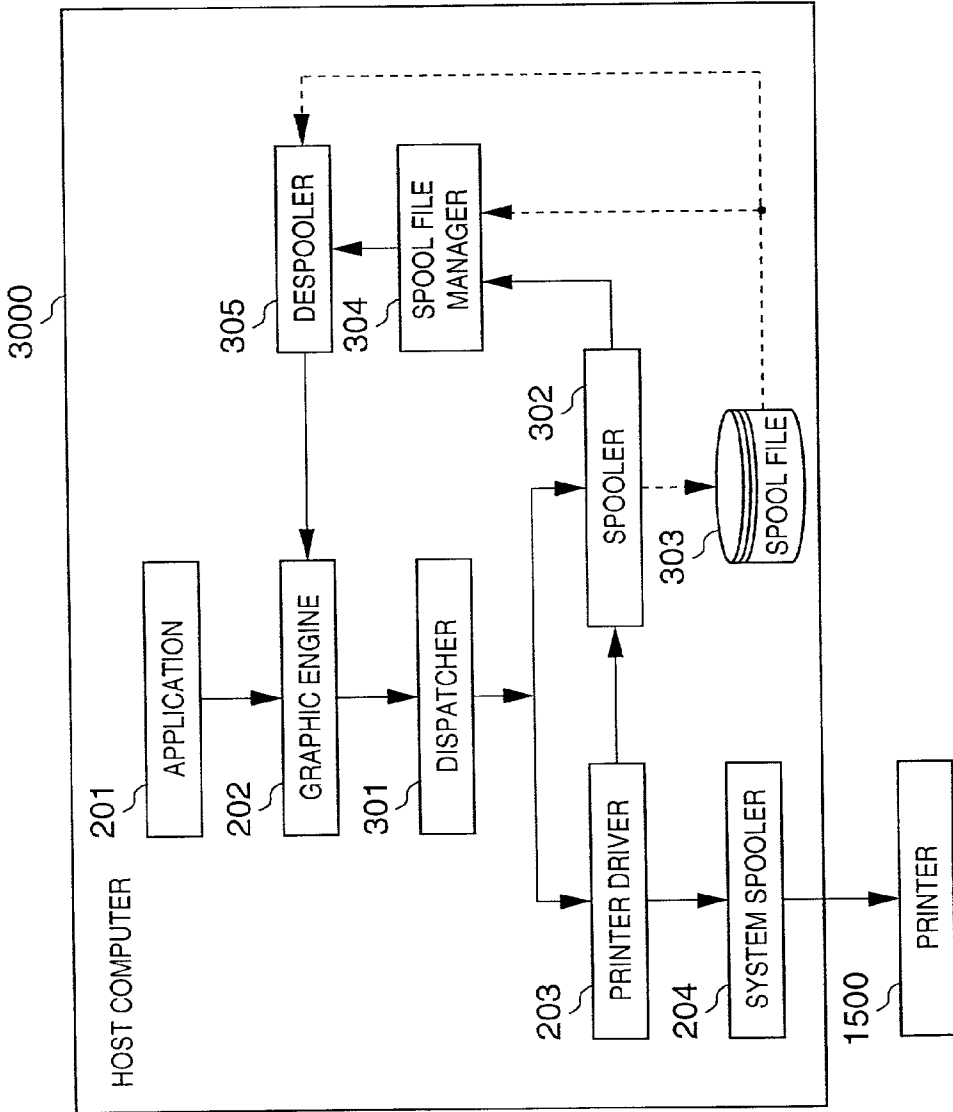 3000
HOST COMPUTER
201
APPLICATION
202
GRAPHIC ENGINE
301
DISPATCHER
305
DESPOOLER
304
SPOOL FILE
MANAGER
302
SPOOLER
303
SPOOL FILE
203
PRINTER DRIVER
204
SYSTEM SPOOLER
1500
PRINTER